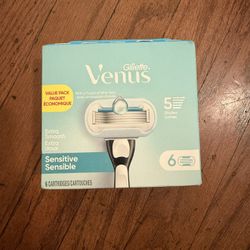 Gillette
Venus
VALUE PACK
PAQUET
ÉCONOMIQUE
5
Extra
Smooth
Extra
doux
Sensitive
Sensible
6
6 CARTRIDGES/CARTOUCHES